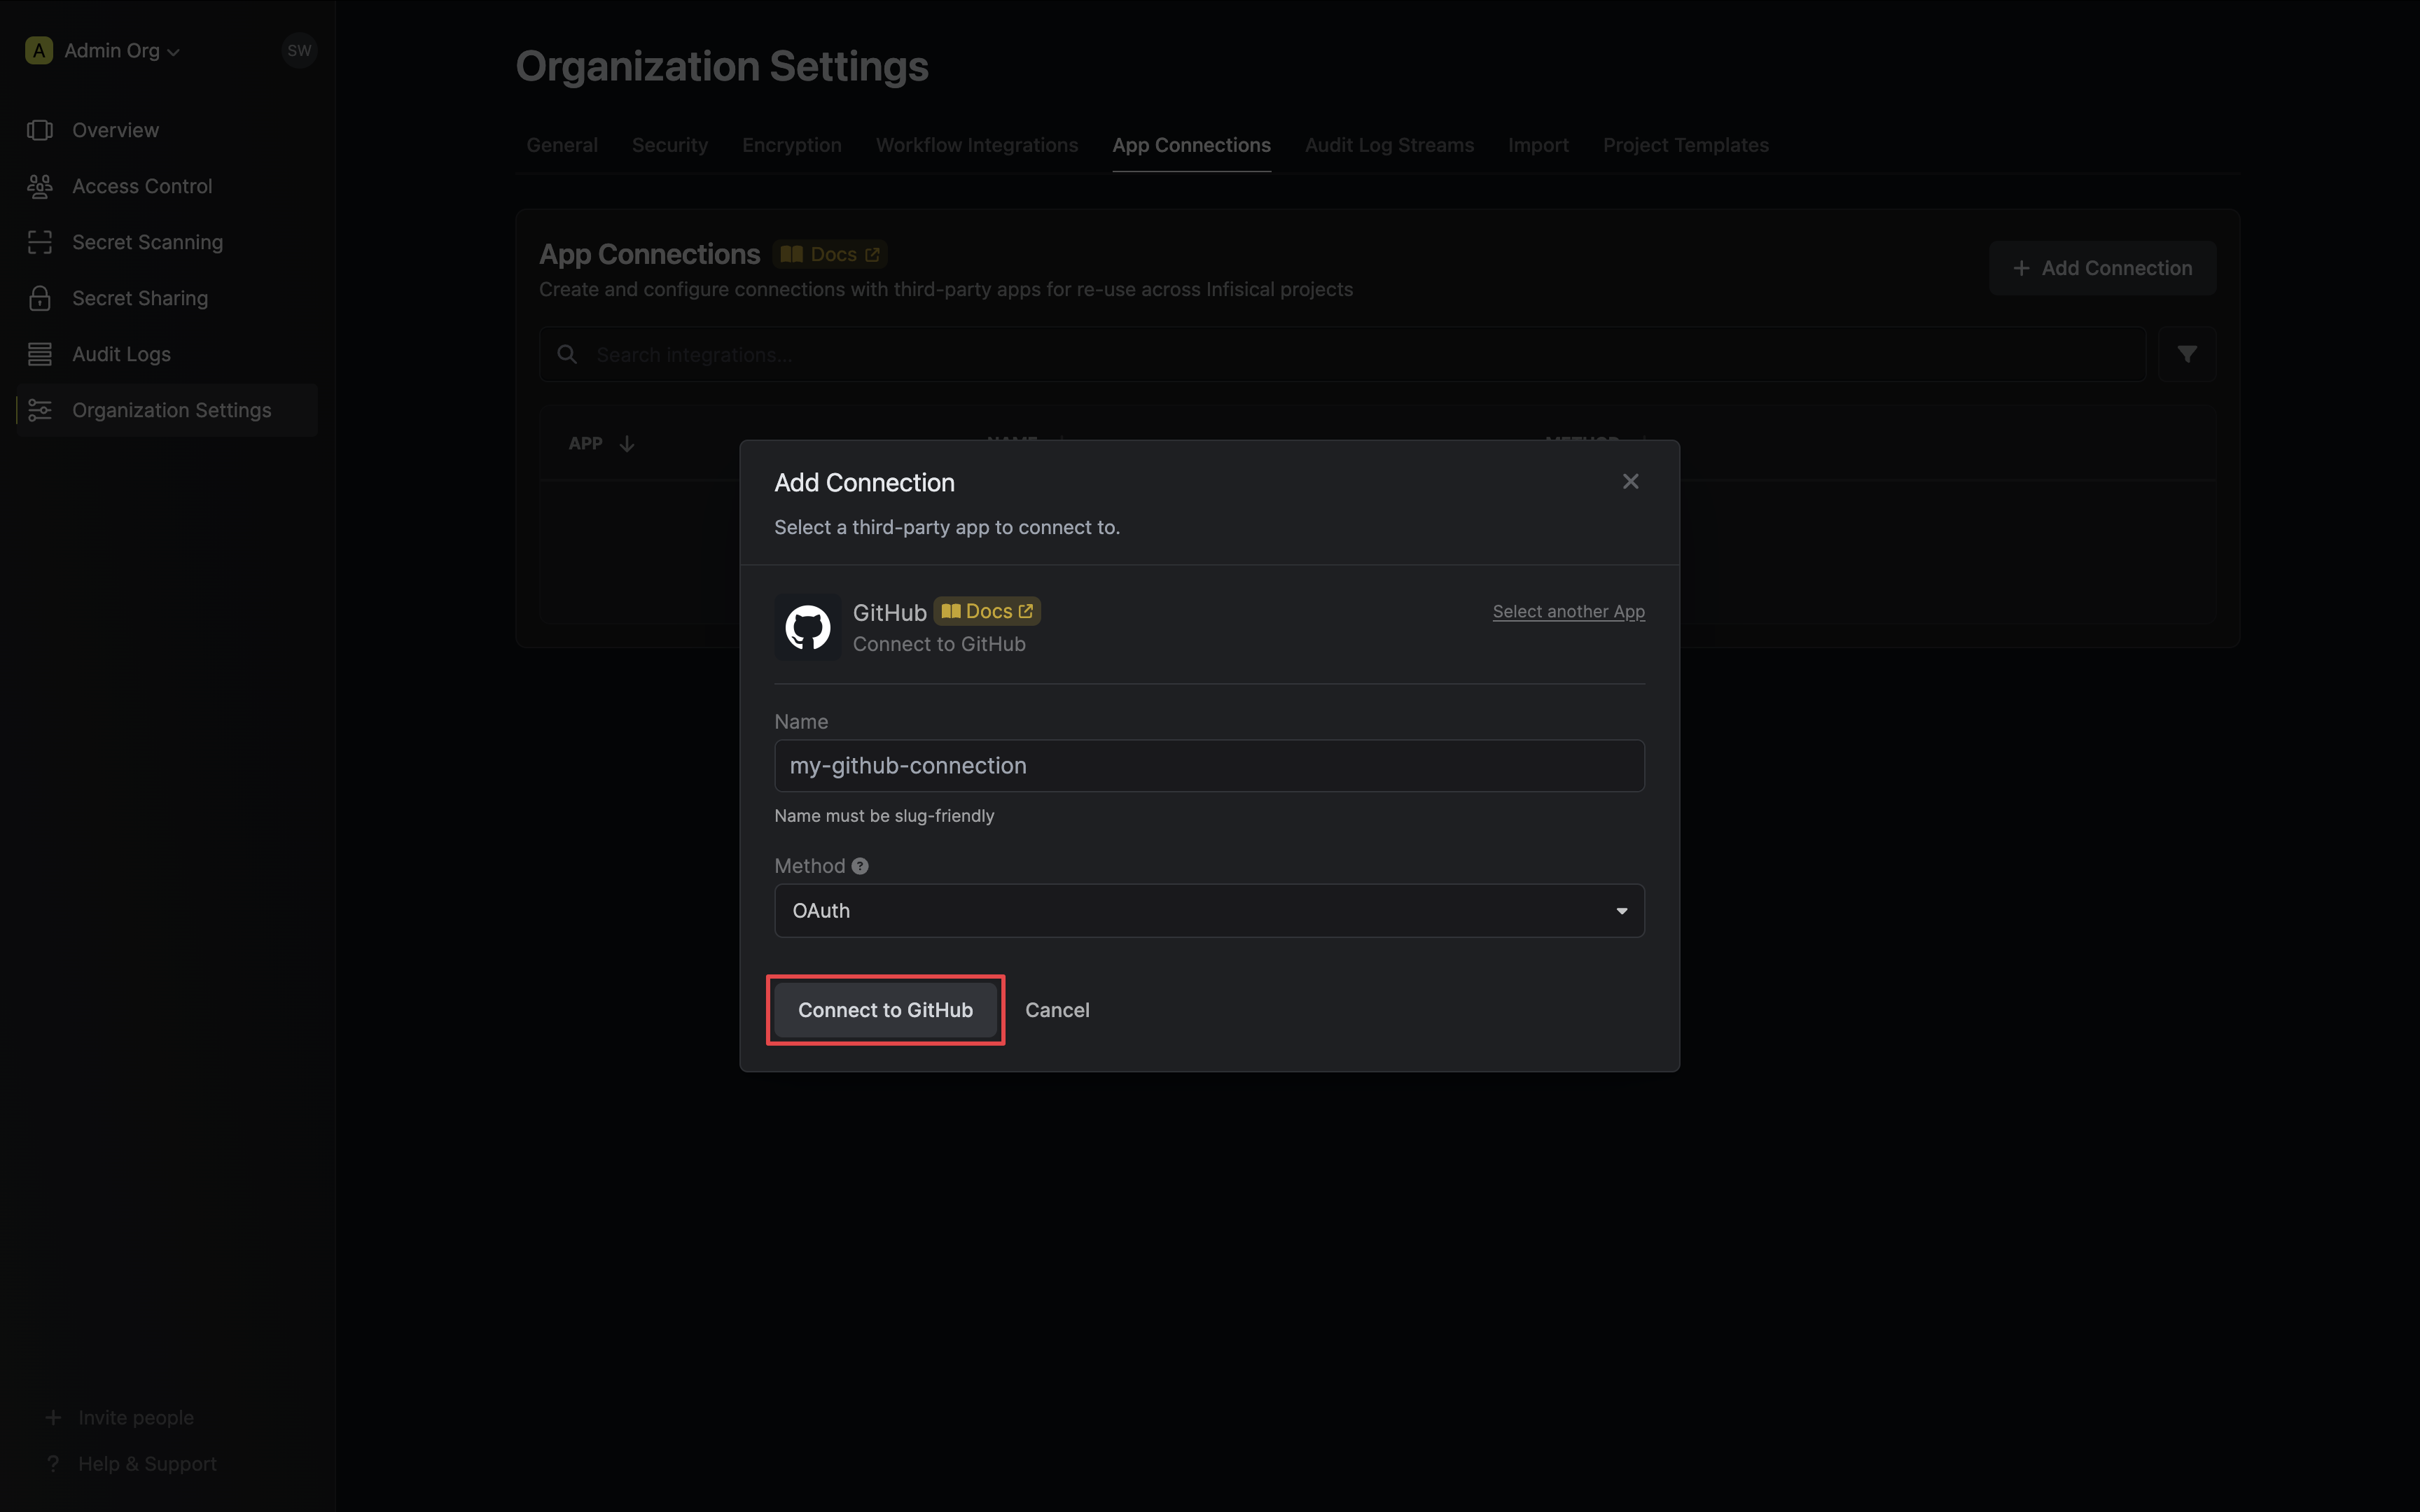 A Admin Org
SW
Overview
Access Control
Secret Scanning
Secret Sharing
Audit Logs
Organization Settings
Invite people
? Help & Support
Organization Settings
General Security Encryption Workflow Integrations App Connections Audit Log Streams Import Project Templates
App Connections Docs
Create and configure connections with third-party apps for re-use across Infisical projects
+ Add Connection
Search integrations...
APP NAME METHOD
Add Connection
Select a third-party app to connect to.
GitHub Docs
Connect to GitHub
Select another App
Name
my-github-connection
Name must be slug-friendly
Method ?
OAuth
Connect to GitHub Cancel